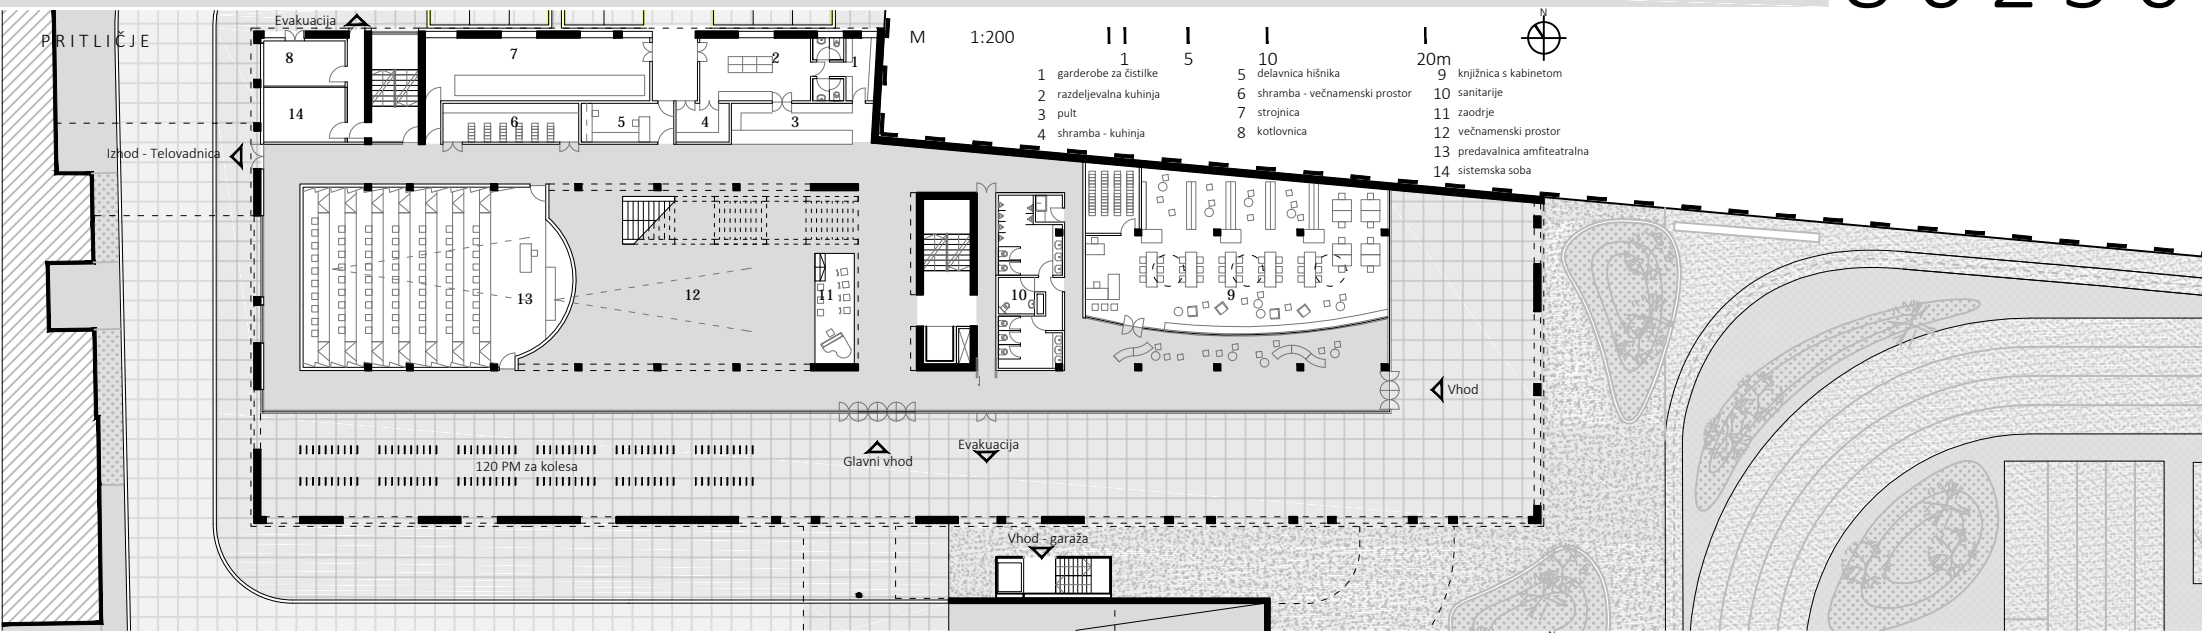 Evakuacija
PRITLIČJE
M 1:200
N
1 5 10 20m
1 garderobe za čistilke
2 razdeljevalna kuhinja
3 pult
4 shramba - kuhinja
5 delavnica hišnika
6 shramba - večnamenski prostor
7 strojnica
8 kotlovnica
9 knjižnica s kabinetom
10 sanitarije
11 zaodrje
12 večnamenski prostor
13 predavalnica amfiteatralna
14 sistemska soba
8
7
2
1
14
6
5
4
3
Izhod - Telovadnica
13
12
11
10
9
Vhod
Evakuacija
Glavni vhod
120 PM za kolesa
Vhod - garaža